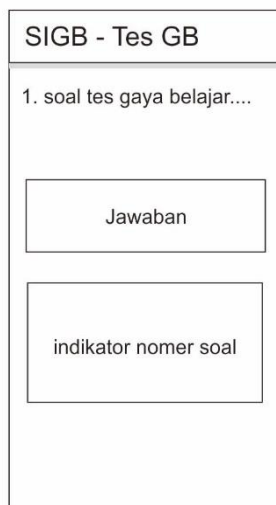 SIGB - Tes GB
1. soal tes gaya belajar....
Jawaban
indikator nomer soal